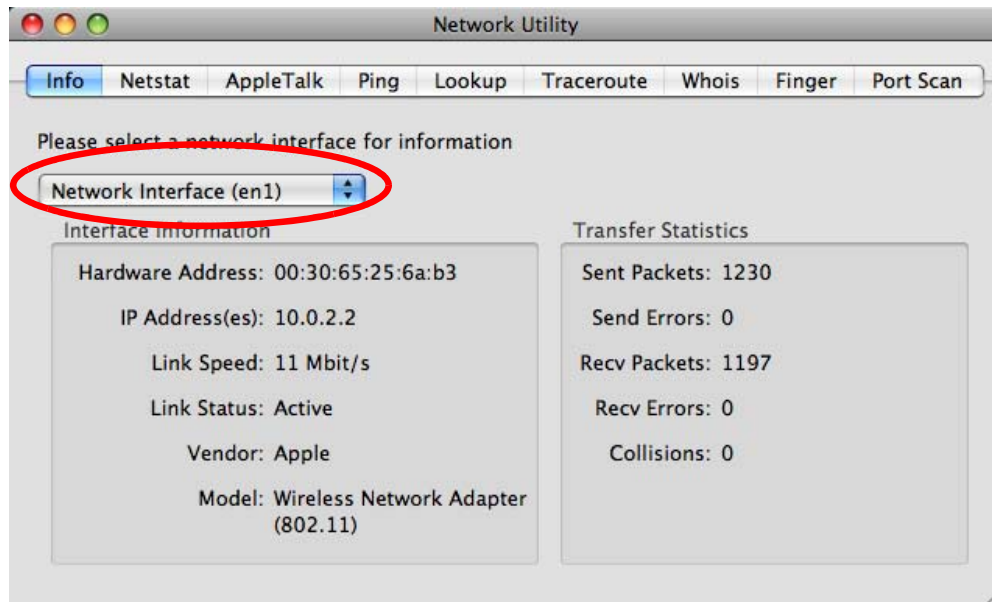 Network Utility
Info Netstat AppleTalk Ping Lookup Traceroute Whois Finger Port Scan
Please select a network interface for information
Network Interface (en1)
Interface Information
Hardware Address: 00:30:65:25:6a:b3
IP Address(es): 10.0.2.2
Link Speed: 11 Mbit/s
Link Status: Active
Vendor: Apple
Model: Wireless Network Adapter
(802.11)
Transfer Statistics
Sent Packets: 1230
Send Errors: 0
Recv Packets: 1197
Recv Errors: 0
Collisions: 0